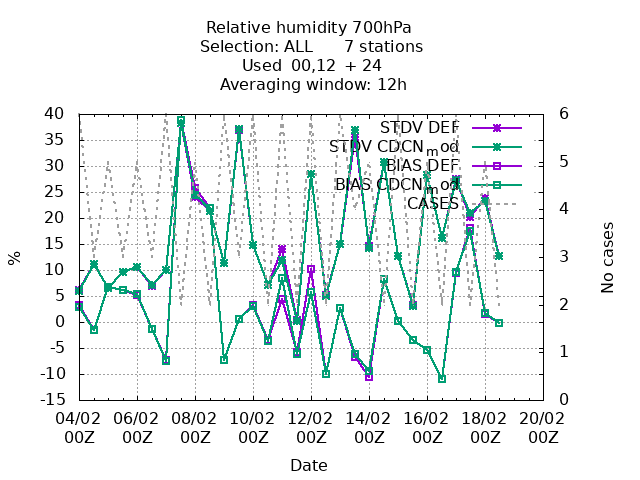 Relative humidity 700hPa
Selection: ALL 7 stations
Used 00,12 + 24
Averaging window: 12h
40
35
30
25
20
15
10
5
0
-5
-10
-15
%
STDV DEF
STDV CDCNmod
BIAS DEF
BIAS CDCNmod
CASES
6
5
4
3
2
1
0
No cases
04/02 06/02 08/02 10/02 12/02 14/02 16/02 18/02 20/02
00Z 00Z 00Z 00Z 00Z 00Z 00Z 00Z 00Z
Date